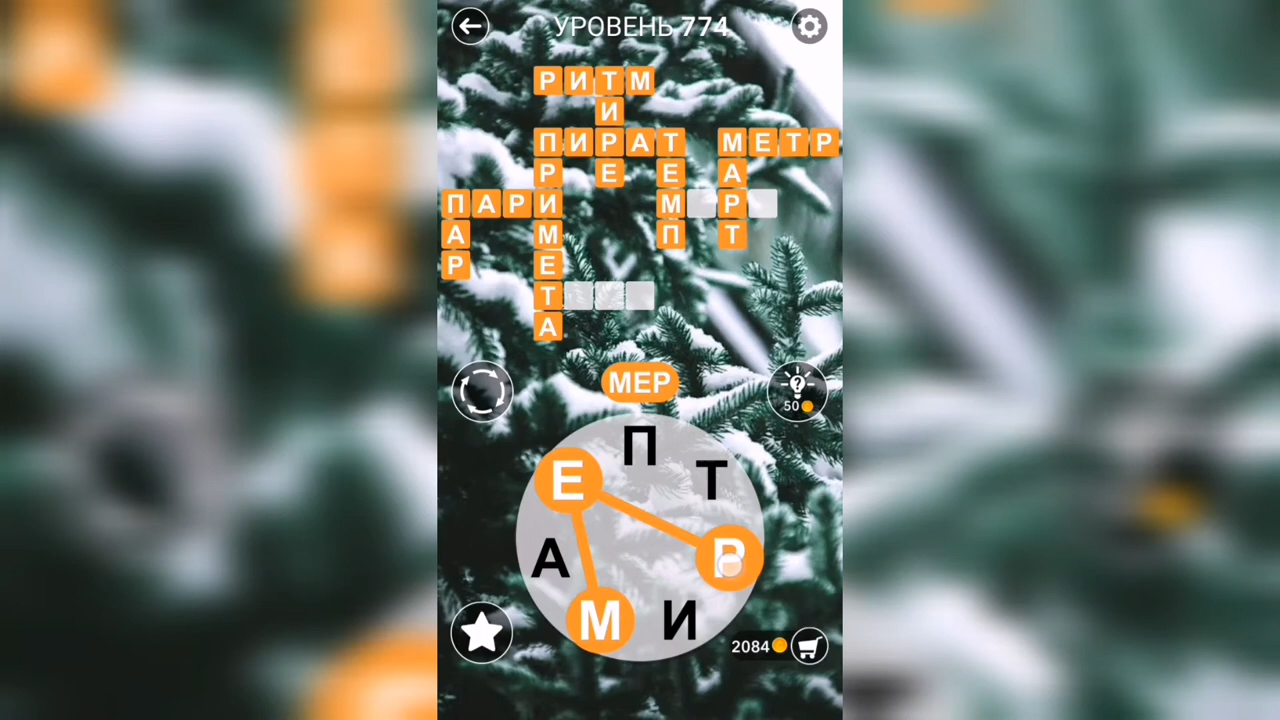 УРОВЕНЬ 774
РИТМ
И
ПИРАТ МЕТР
Р Е Е А
ПАРИ М Р
А М П Т
Р Е
Т
А
МЕР
50
П
Е Т
А Р
М И
2084